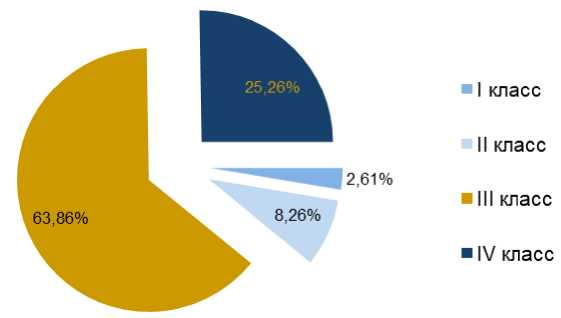 25,26%
2,61%
8,26%
63,86%
I класс
II класс
III класс
IV класс